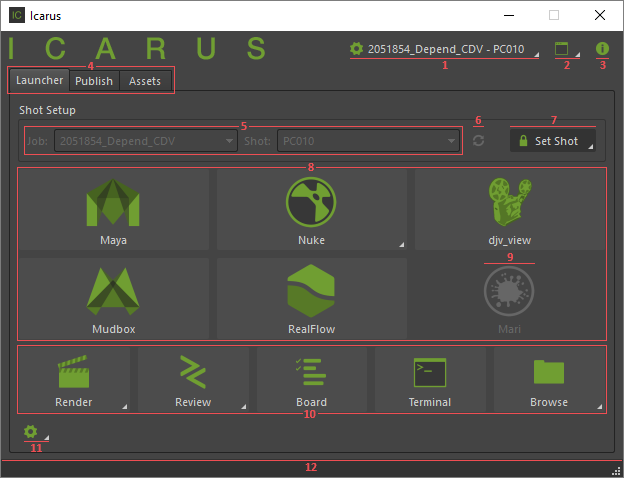 IC Icarus
I C A R U S
2051854_Depend_CDV - PC010
1 2 3
4
Launcher Publish Assets
Shot Setup
5 6 7
Job: 2051854_Depend_CDV Shot: PC010 Set Shot
8
Maya Nuke djv_view
9
Mudbox RealFlow Mari
Render Review Board Terminal Browse
10
11
12